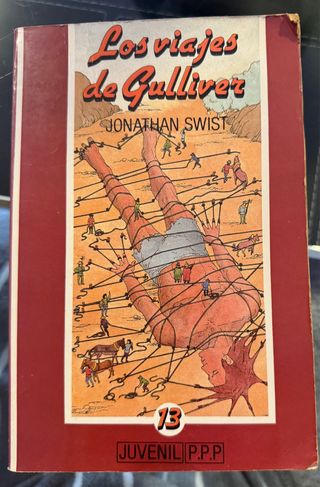 Los viajes
de Gulliver
JONATHAN SWIST
13
JUVENIL P.P.P